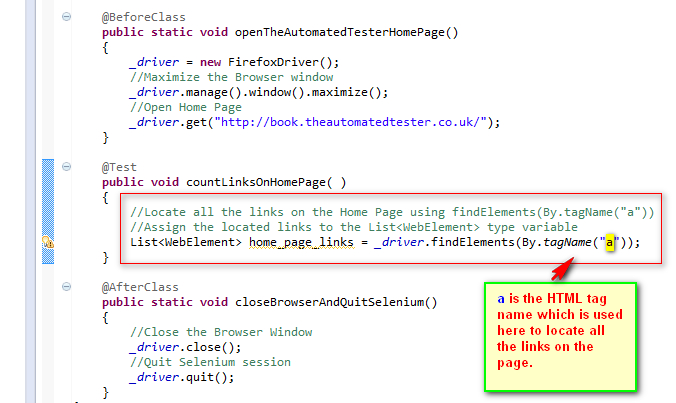 @BeforeClass
public static void openTheAutomatedTesterHomePage()
{
_driver = new FirefoxDriver();
//Maximize the Browser window
_driver.manage().window().maximize();
//Open Home Page
_driver.get("http://book.theautomatedtester.co.uk/");
}
@Test
public void countLinksOnHomePage( )
{
//Locate all the links on the Home Page using findElements(By.tagName("a"))
//Assign the located links to the List<WebElement> type variable
List<WebElement> home_page_links = _driver.findElements(By.tagName("a"));
}
@AfterClass
public static void closeBrowserAndQuitSelenium()
{
//Close the Browser Window
_driver.close();
//Quit Selenium session
_driver.quit();
}
a is the HTML tag
name which is used
here to locate all
the links on the
page.